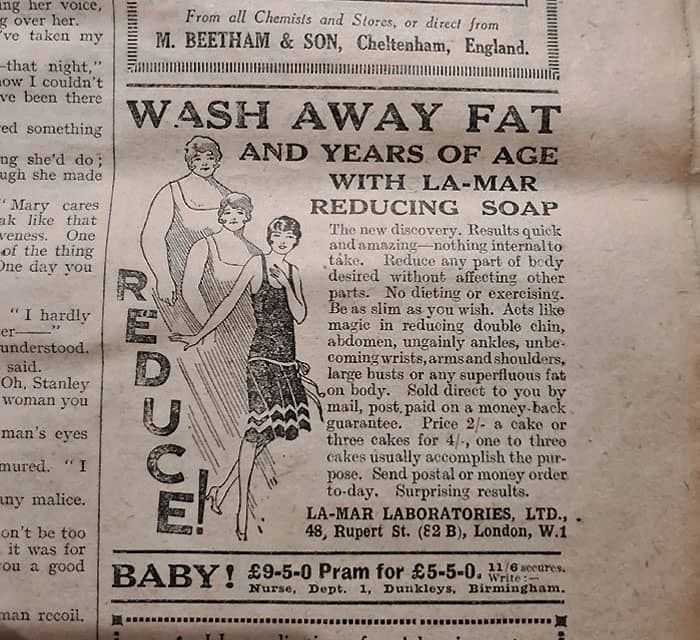 ing her voice,
g over her.
've taken my
—that night,"
ow I couldn't
ve been there
ed something
ng she'd do;
ugh she made
"Mary cares
ak like that
veness. One
of the thing
One day you
"I hardly
er——"
understood.
said.
Oh, Stanley
woman you
man's eyes
mured. "I
any malice.
on't be too
it was for
ou a good
man recoil.
From all Chemists and Stores, or direct from
M. BEETHAM & SON, Cheltenham, England.
WASH AWAY FAT
AND YEARS OF AGE
WITH LA-MAR
REDUCING SOAP
The new discovery. Results quick
and amazing—nothing internal to
take. Reduce any part of body
desired without affecting other
parts. No dieting or exercising.
Be as slim as you wish. Acts like
magic in reducing double chin,
abdomen, ungainly ankles, unbe-
coming wrists, arms and shoulders,
large busts or any superfluous fat
on body. Sold direct to you by
mail, post paid on a money-back
guarantee. Price 2/- a cake or
three cakes for 4/-, one to three
cakes usually accomplish the pur-
pose. Send postal or money order
to-day. Surprising results.
LA-MAR LABORATORIES, LTD.,
48, Rupert St. (82 B), London, W.1
REDUCE!
BABY! £9-5-0 Pram for £5-5-0. 11/6 secures. Write:—
Nurse, Dept. 1, Dunkleys, Birmingham.